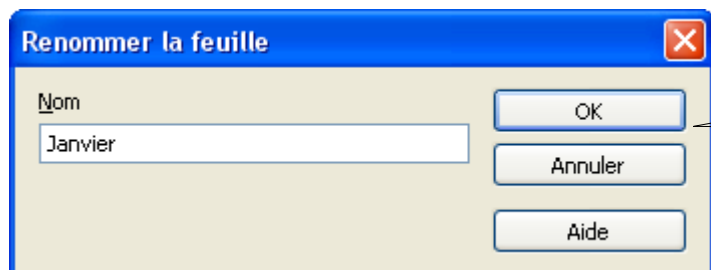 Renommer la feuille
Nom
Janvier
OK
Annuler
Aide